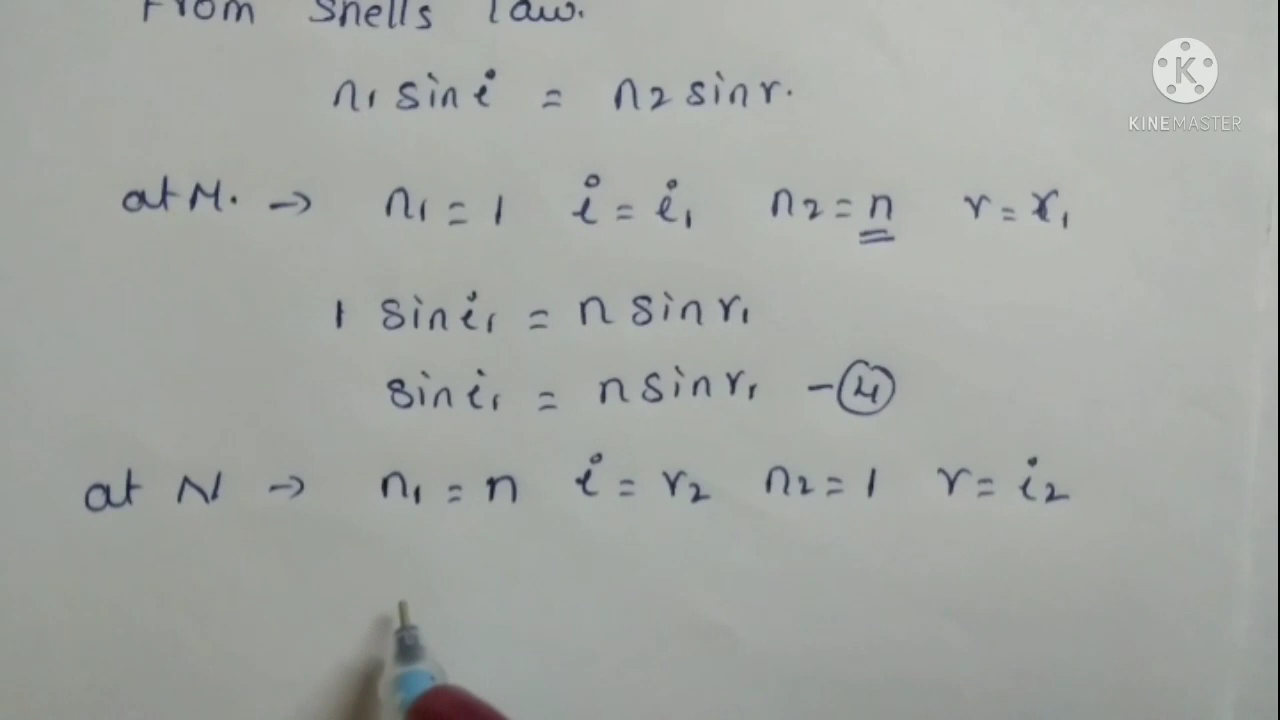 From Snells law.
n₁ sin i = n₂ sin r.
at M. → n₁ = 1 i = i₁ n₂ = n r = r₁
1 sin i₁ = n sin r₁
sin i₁ = n sin r₁ - ④
at N → n₁ = n i = r₂ n₂ = 1 r = i₂
K
KINEMASTER